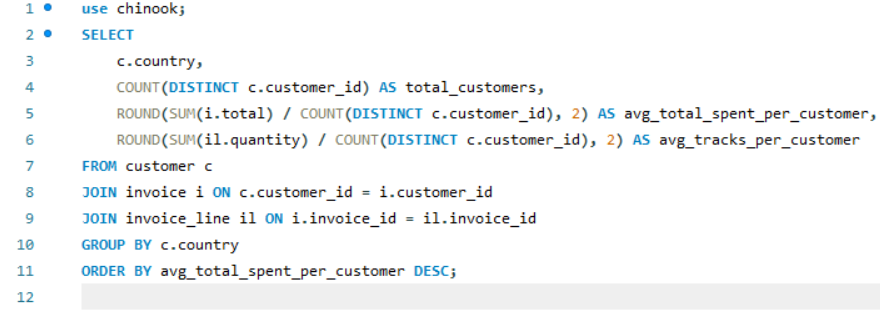 1 use chinook;
2 SELECT
3 c.country,
4 COUNT(DISTINCT c.customer_id) AS total_customers,
5 ROUND(SUM(i.total) / COUNT(DISTINCT c.customer_id), 2) AS avg_total_spent_per_customer,
6 ROUND(SUM(il.quantity) / COUNT(DISTINCT c.customer_id), 2) AS avg_tracks_per_customer
7 FROM customer c
8 JOIN invoice i ON c.customer_id = i.customer_id
9 JOIN invoice_line il ON i.invoice_id = il.invoice_id
10 GROUP BY c.country
11 ORDER BY avg_total_spent_per_customer DESC;
12